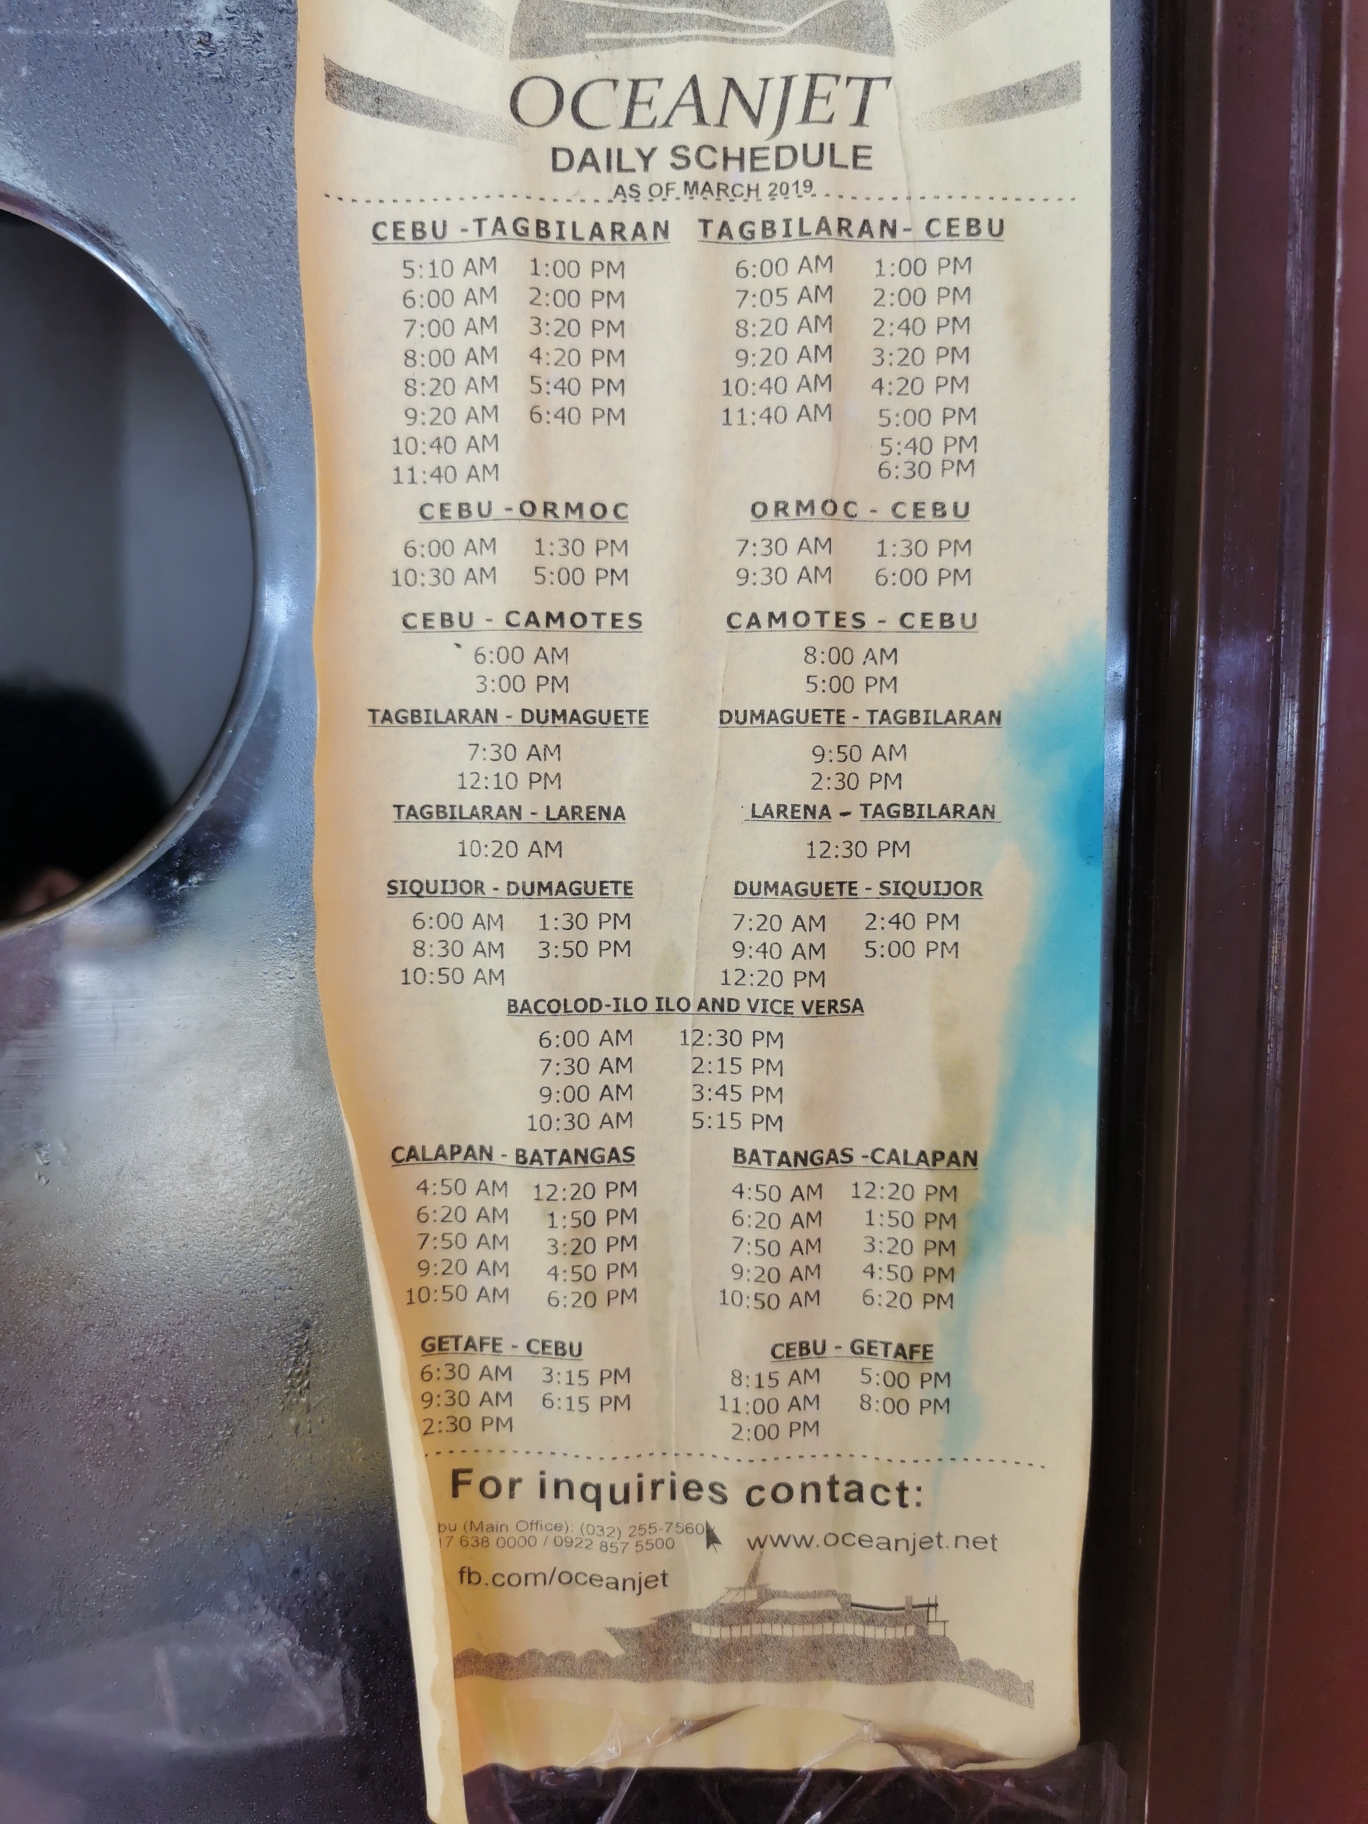 OCEANJET
DAILY SCHEDULE
AS OF MARCH 2019
CEBU -TAGBILARAN TAGBILARAN- CEBU
5:10 AM 1:00 PM 6:00 AM 1:00 PM
6:00 AM 2:00 PM 7:05 AM 2:00 PM
7:00 AM 3:20 PM 8:20 AM 2:40 PM
8:00 AM 4:20 PM 9:20 AM 3:20 PM
8:20 AM 5:40 PM 10:40 AM 4:20 PM
9:20 AM 6:40 PM 11:40 AM 5:00 PM
10:40 AM 5:40 PM
11:40 AM 6:30 PM
CEBU -ORMOC ORMOC - CEBU
6:00 AM 1:30 PM 7:30 AM 1:30 PM
10:30 AM 5:00 PM 9:30 AM 6:00 PM
CEBU - CAMOTES CAMOTES - CEBU
6:00 AM 8:00 AM
3:00 PM 5:00 PM
TAGBILARAN - DUMAGUETE DUMAGUETE - TAGBILARAN
7:30 AM 9:50 AM
12:10 PM 2:30 PM
TAGBILARAN - LARENA LARENA - TAGBILARAN
10:20 AM 12:30 PM
SIQUIJOR - DUMAGUETE DUMAGUETE - SIQUIJOR
6:00 AM 1:30 PM 7:20 AM 2:40 PM
8:30 AM 3:50 PM 9:40 AM 5:00 PM
10:50 AM 12:20 PM
BACOLOD-ILO ILO AND VICE VERSA
6:00 AM 12:30 PM
7:30 AM 2:15 PM
9:00 AM 3:45 PM
10:30 AM 5:15 PM
CALAPAN - BATANGAS BATANGAS -CALAPAN
4:50 AM 12:20 PM 4:50 AM 12:20 PM
6:20 AM 1:50 PM 6:20 AM 1:50 PM
7:50 AM 3:20 PM 7:50 AM 3:20 PM
9:20 AM 4:50 PM 9:20 AM 4:50 PM
10:50 AM 6:20 PM 10:50 AM 6:20 PM
GETAFE - CEBU CEBU - GETAFE
6:30 AM 3:15 PM 8:15 AM 5:00 PM
9:30 AM 6:15 PM 11:00 AM 8:00 PM
2:30 PM 2:00 PM
For inquiries contact:
bu (Main Office): (032) 255-7560 www.oceanjet.net
7 638 0000 / 0922 857 5500
fb.com/oceanjet